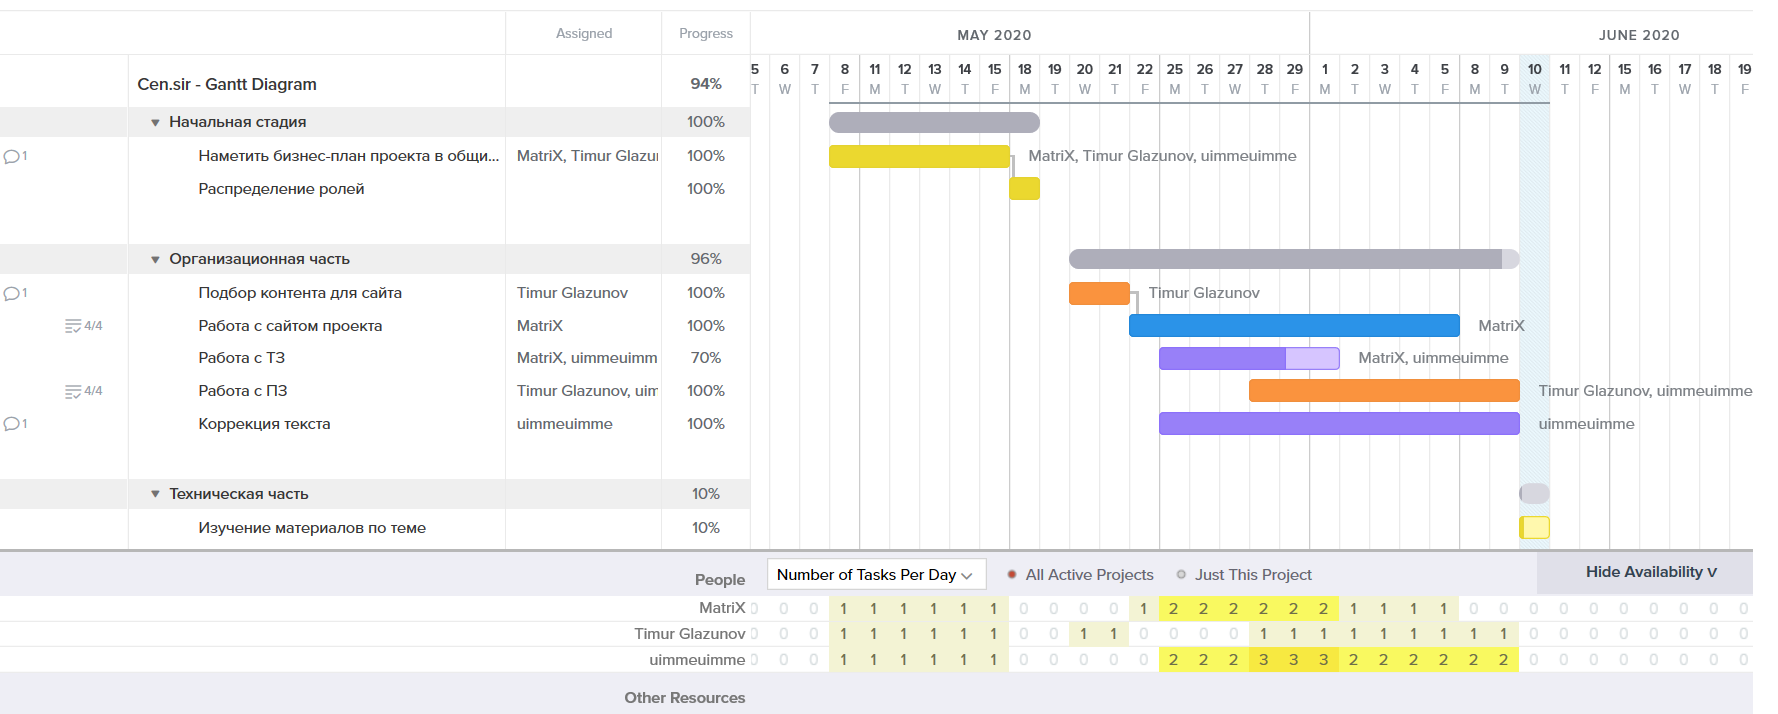 Assigned Progress MAY 2020 JUNE 2020
5 6 7 8 11 12 13 14 15 18 19 20 21 22 25 26 27 28 29 1 2 3 4 5 8 9 10 11 12 15 16 17 18 19
Cen.sir - Gantt Diagram 94% T W T F M T W T F M T W T F M T W T F M T W T F M T W T F M T W T F
Начальная стадия 100%
1 Наметить бизнес-план проекта в общи... MatriX, Timur Glazur 100% MatriX, Timur Glazunov, uimmeuimme
Распределение ролей 100%
Организационная часть 96%
1 Подбор контента для сайта Timur Glazunov 100% Timur Glazunov
4/4 Работа с сайтом проекта MatriX 100% MatriX
Работа с ТЗ MatriX, uimmeuimm 70% MatriX, uimmeuimme
4/4 Работа с ПЗ Timur Glazunov, uim 100% Timur Glazunov, uimmeuimme
1 Коррекция текста uimmeuimme 100% uimmeuimme
Техническая часть 10%
Изучение материалов по теме 10%
People Number of Tasks Per Day All Active Projects Just This Project Hide Availability V
MatriX 0 0 0 1 1 1 1 1 1 0 0 0 0 1 2 2 2 2 2 2 1 1 1 1 0 0 0 0 0 0 0 0 0 0
Timur Glazunov 0 0 0 1 1 1 1 1 1 0 0 1 1 0 0 0 0 1 1 1 1 1 1 1 1 1 0 0 0 0 0 0 0 0
uimmeuimme 0 0 0 1 1 1 1 1 1 0 0 0 0 0 2 2 2 3 3 3 2 2 2 2 2 2 0 0 0 0 0 0 0 0
Other Resources